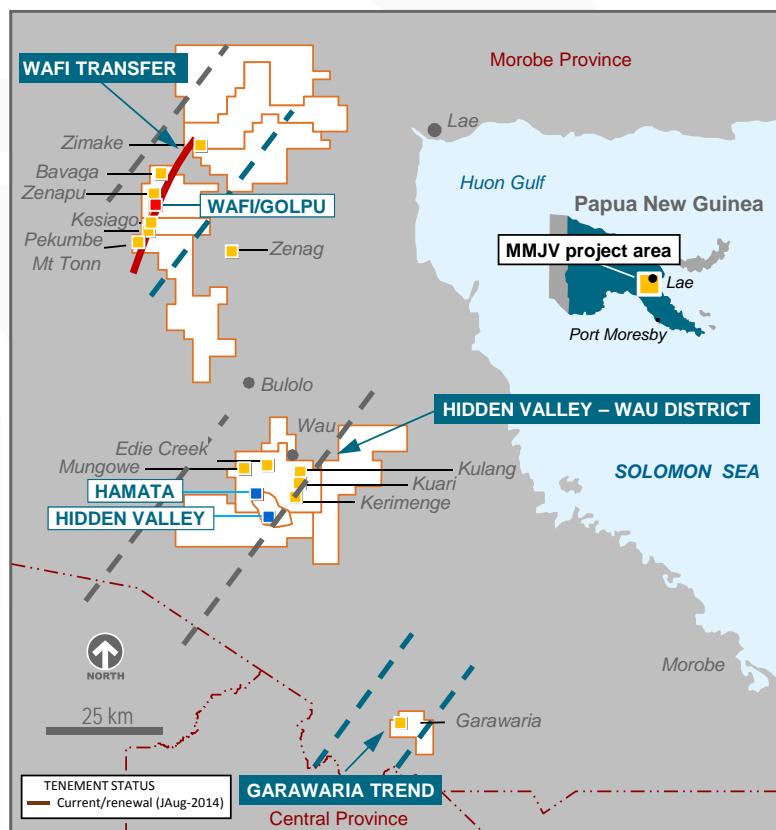 Morobe Province
WAFI TRANSFER
Lae
Zimake
Bavaga
Huon Gulf
Zenapu
WAFI/GOLPU
Papua New Guinea
Kesiago
Pekumbe
Zenag
MMJV project area
Mt Tonn
Lae
Port Moresby
Bulolo
HIDDEN VALLEY – WAU DISTRICT
Wau
Edie Creek
Mungowe
Kulang
SOLOMON SEA
HAMATA
Kuari
Kerimenge
HIDDEN VALLEY
NORTH
Morobe
25 km
Garawaria
TENEMENT STATUS
Current/renewal (JAug-2014)
GARAWARIA TREND
Central Province